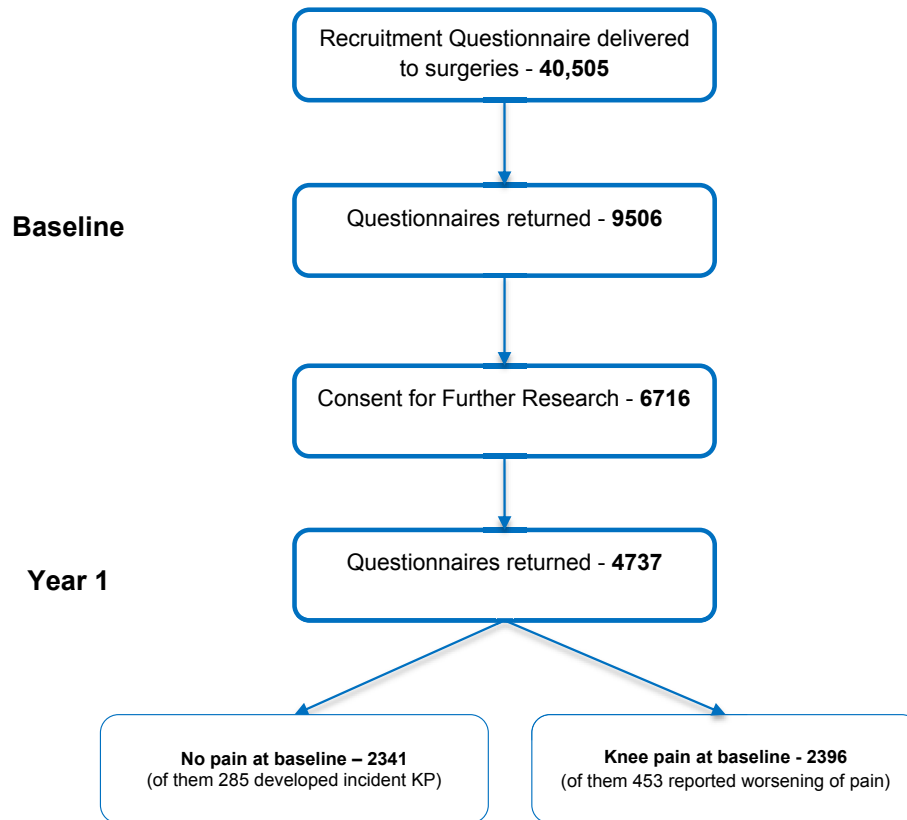 Recruitment Questionnaire delivered
to surgeries - 40,505
Baseline
Questionnaires returned - 9506
Consent for Further Research - 6716
Year 1
Questionnaires returned - 4737
No pain at baseline – 2341
(of them 285 developed incident KP)
Knee pain at baseline - 2396
(of them 453 reported worsening of pain)